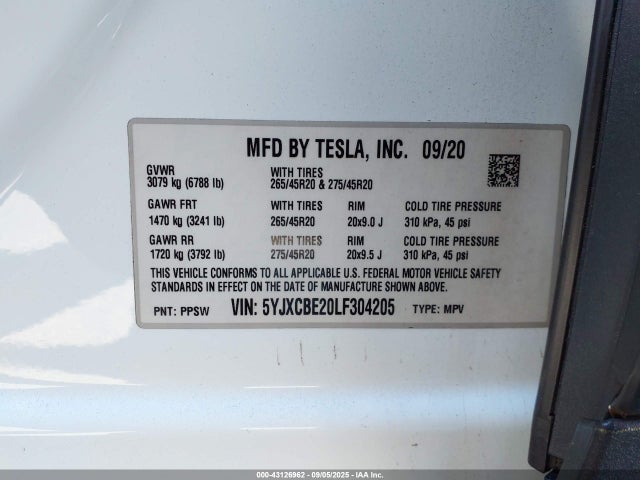 MFD BY TESLA, INC. 09/20
GVWR WITH TIRES
3079 kg (6788 lb) 265/45R20 & 275/45R20
GAWR FRT WITH TIRES RIM COLD TIRE PRESSURE
1470 kg (3241 lb) 265/45R20 20x9.0 J 310 kPa, 45 psi
GAWR RR WITH TIRES RIM COLD TIRE PRESSURE
1720 kg (3792 lb) 275/45R20 20x9.5 J 310 kPa, 45 psi
THIS VEHICLE CONFORMS TO ALL APPLICABLE U.S. FEDERAL MOTOR VEHICLE SAFETY
STANDARDS IN EFFECT ON THE DATE OF MANUFACTURE SHOWN ABOVE.
PNT: PPSW VIN: 5YJXCBE20LF304205 TYPE: MPV
000-43126962 - 09/05/2025 - IAA Inc.